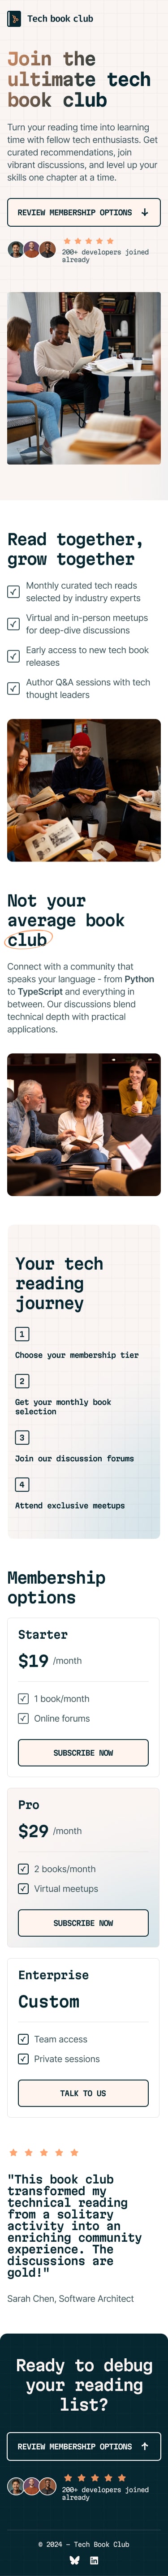 Tech book club
Join the
ultimate tech
book club
Turn your reading time into learning
time with fellow tech enthusiasts. Get
curated recommendations, join
vibrant discussions, and level up your
skills one chapter at a time.
REVIEW MEMBERSHIP OPTIONS ↓
200+ developers joined
already
Read together,
grow together
Monthly curated tech reads
selected by industry experts
Virtual and in-person meetups
for deep-dive discussions
Early access to new tech book
releases
Author Q&A sessions with tech
thought leaders
Not your
average book
club
Connect with a community that
speaks your language - from Python
to TypeScript and everything in
between. Our discussions blend
technical depth with practical
applications.
Your tech
reading
journey
1
Choose your membership tier
2
Get your monthly book
selection
3
Join our discussion forums
4
Attend exclusive meetups
Membership
options
Starter
$19 /month
1 book/month
Online forums
SUBSCRIBE NOW
Pro
$29 /month
2 books/month
Virtual meetups
SUBSCRIBE NOW
Enterprise
Custom
Team access
Private sessions
TALK TO US
"This book club
transformed my
technical reading
from a solitary
activity into an
enriching community
experience. The
discussions are
gold!"
Sarah Chen, Software Architect
Ready to debug
your reading
list?
REVIEW MEMBERSHIP OPTIONS ↑
200+ developers joined
already
© 2024 - Tech Book Club